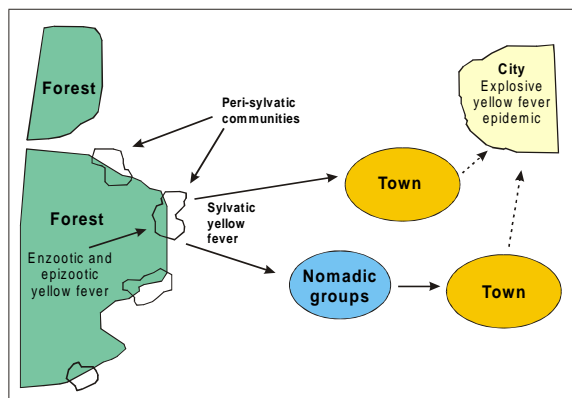 Forest
Peri-sylvatic
communities
City
Explosive
yellow fever
epidemic
Forest
Enzootic and
epizootic
yellow fever
Sylvatic
yellow
fever
Town
Nomadic
groups
Town